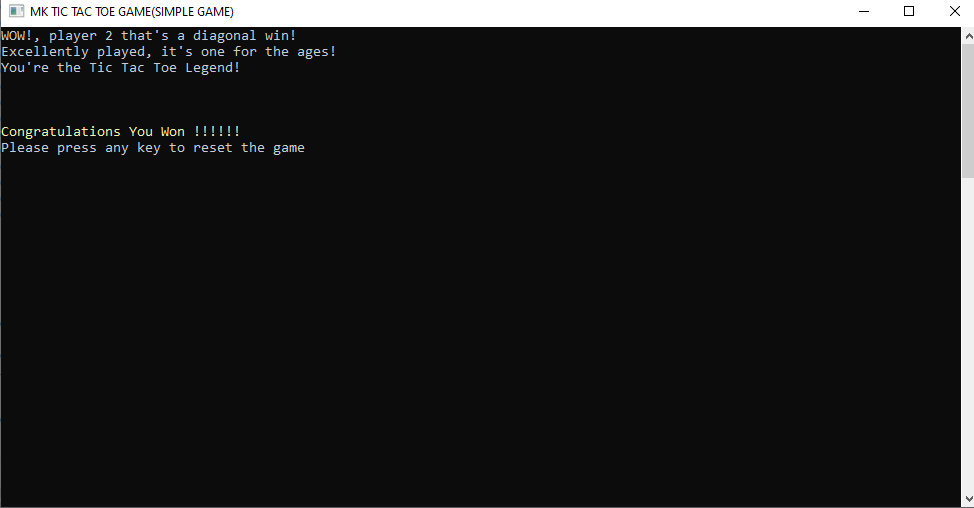 MK TIC TAC TOE GAME(SIMPLE GAME)
WOW!, player 2 that's a diagonal win!
Excellently played, it's one for the ages!
You're the Tic Tac Toe Legend!
Congratulations You Won !!!!!!
Please press any key to reset the game